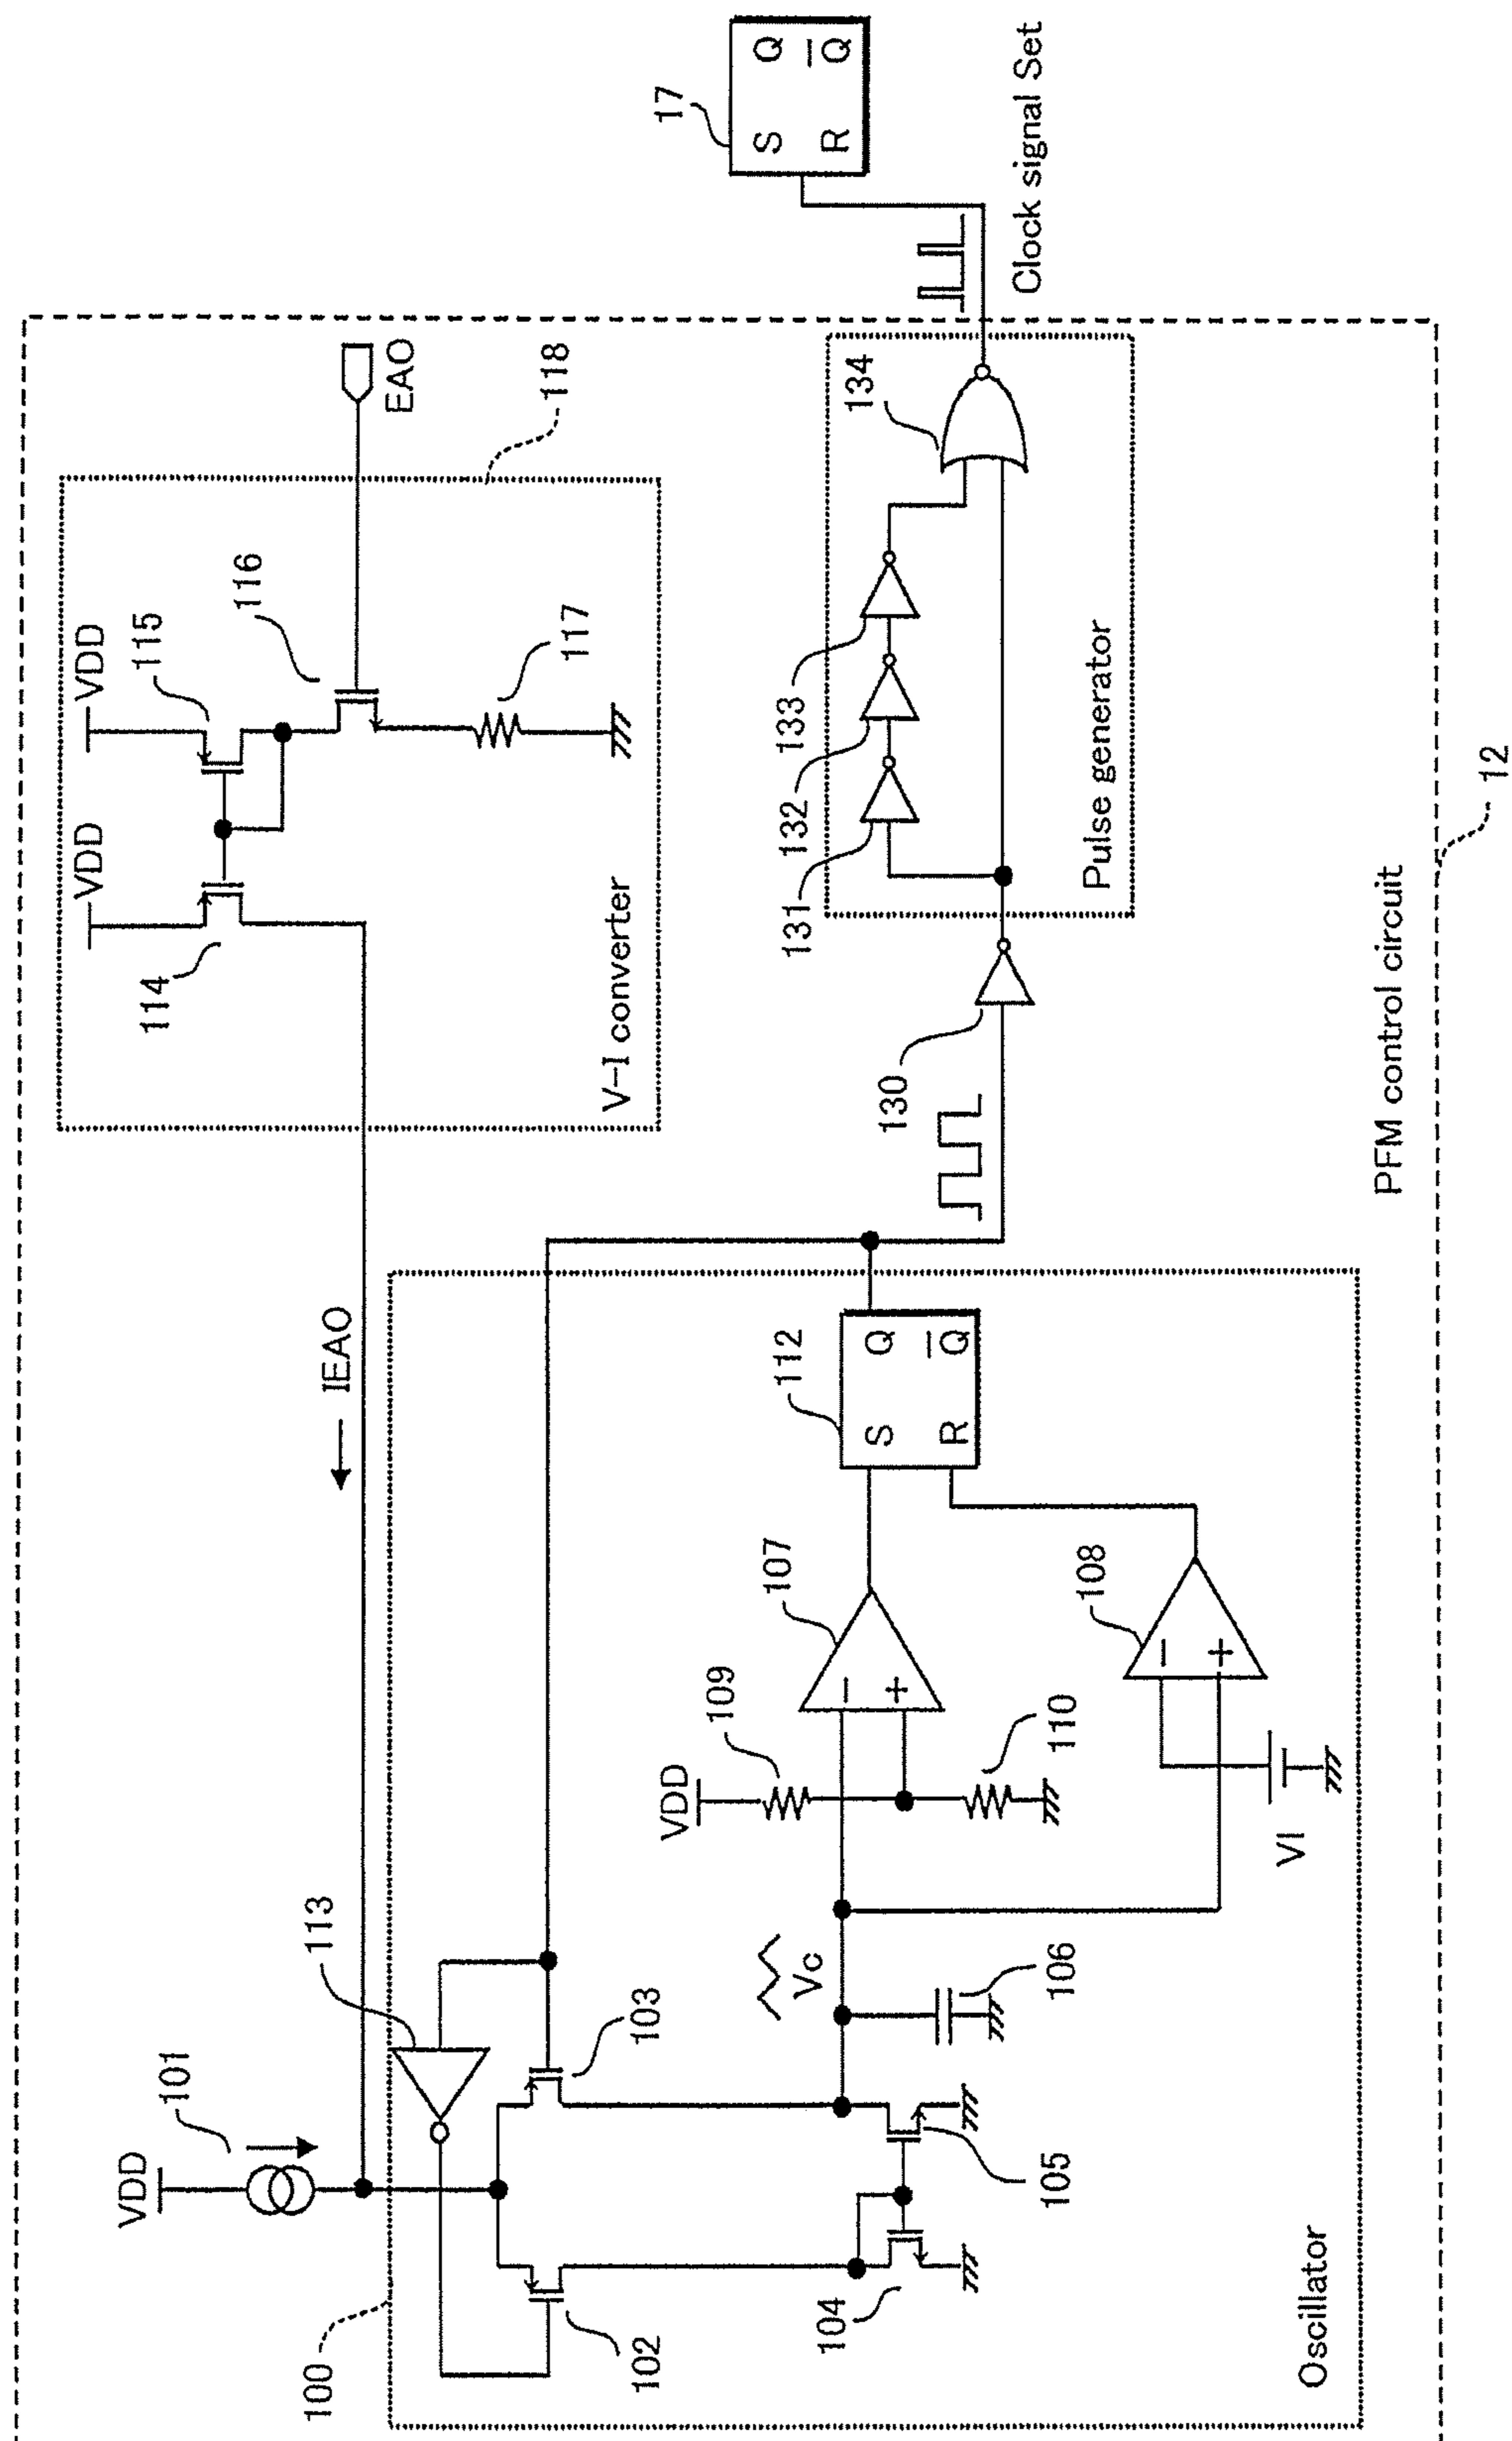 12
PFM control circuit
100
Oscillator
VDD
101
113
102
103
104
105
106
Vc
VDD
109
110
107
-
+
108
-
+
VI
112
S Q
R Q
IEAO
V-I converter
118
VDD
114
VDD
115
116
117
EAO
130
Pulse generator
131
132
133
134
Clock signal Set
17
S Q
R Q